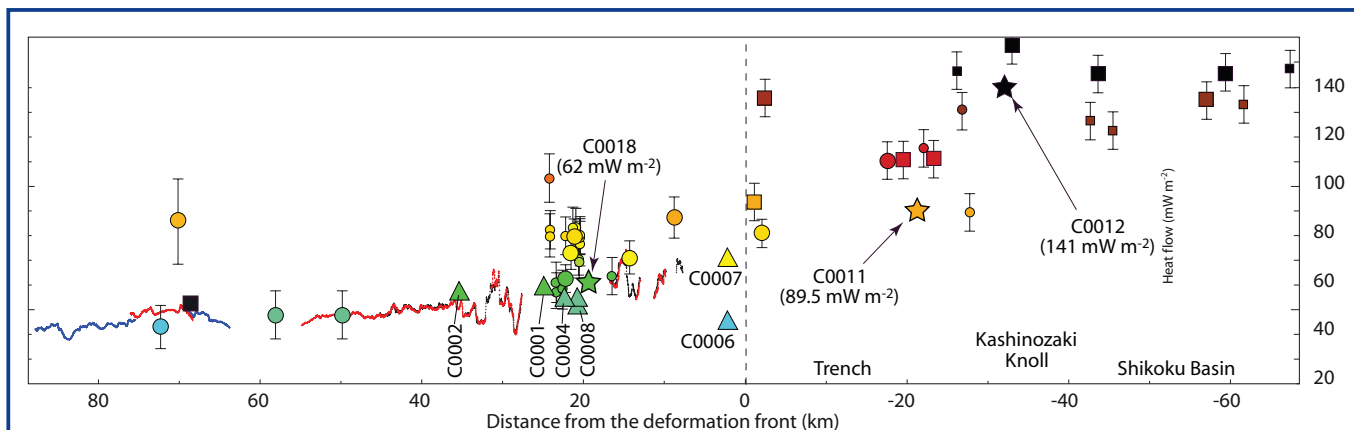 C0018
(62 mW m-2)
C0012
(141 mW m-2)
C0011
(89.5 mW m-2)
C0007
C0006
C0002
C0001
C0004
C0008
Trench
Kashinozaki
Knoll
Shikoku Basin
Heat flow (mW m-2)
140
120
100
80
60
40
20
80
60
40
20
0
-20
-40
-60
Distance from the deformation front (km)